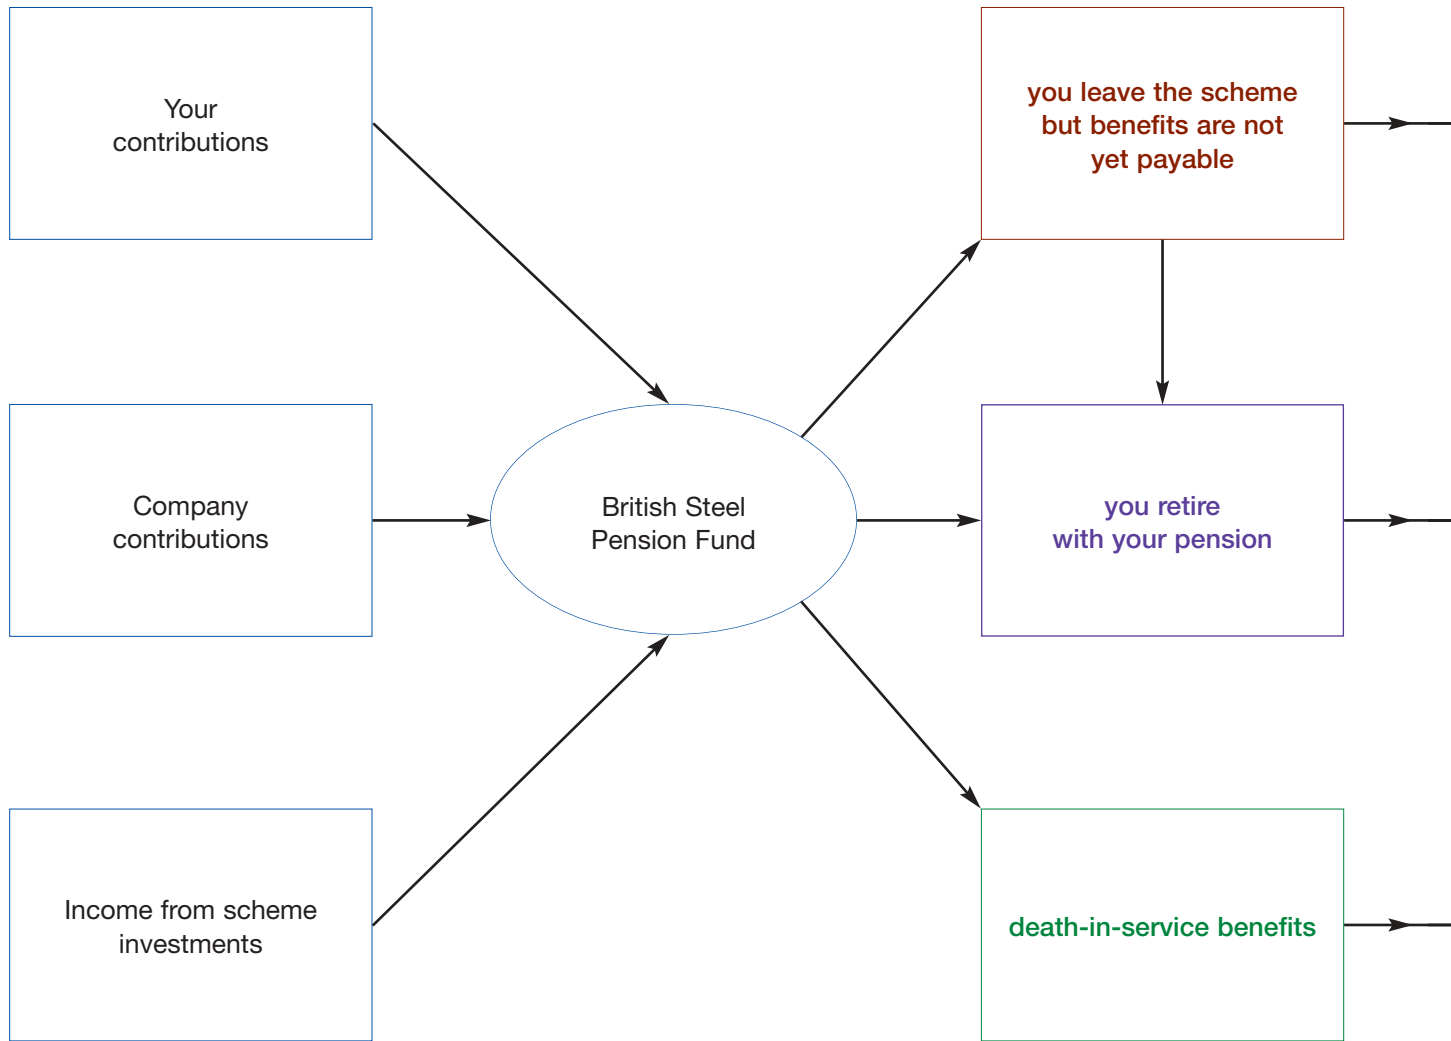 Your
contributions
Company
contributions
Income from scheme
investments
British Steel
Pension Fund
you leave the scheme
but benefits are not
yet payable
you retire
with your pension
death-in-service benefits